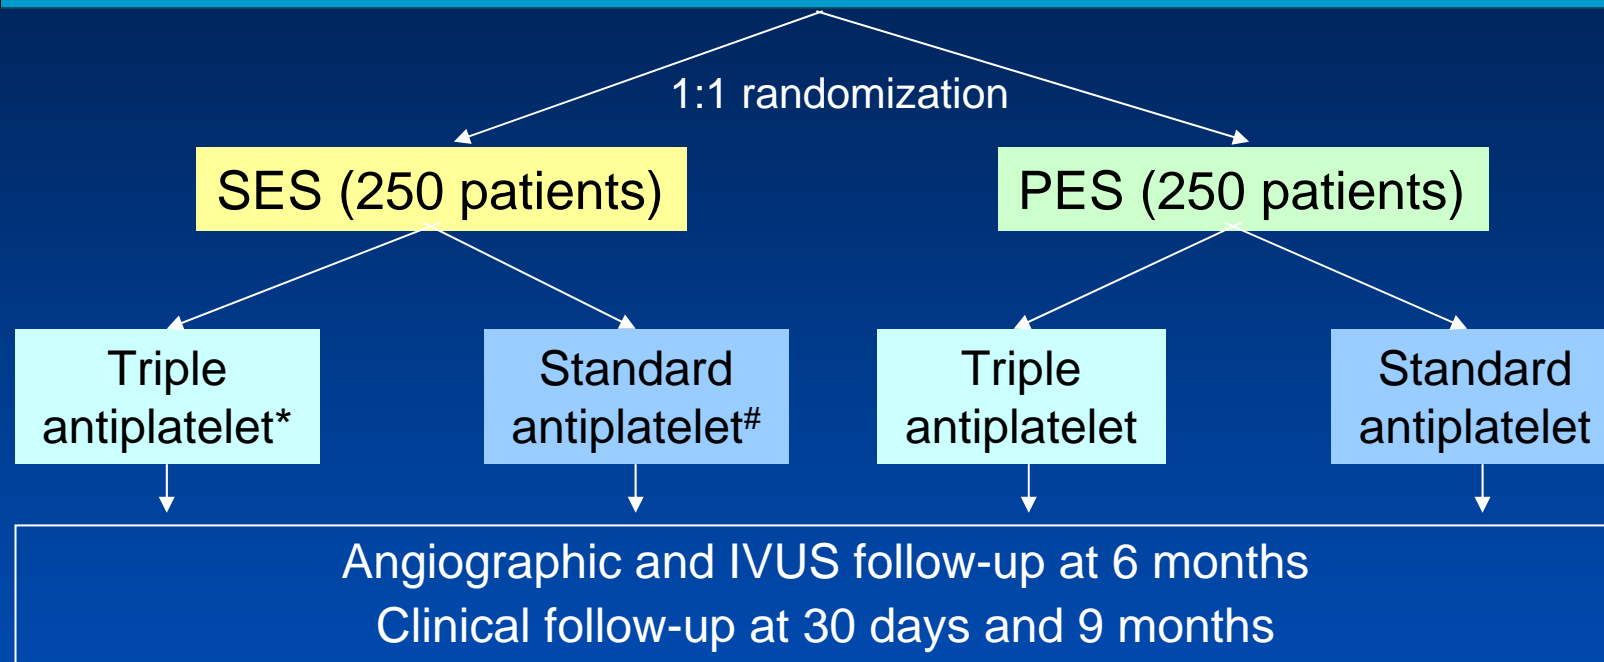 1:1 randomization
SES (250 patients)
PES (250 patients)
Triple
antiplatelet*
Standard
antiplatelet#
Triple
antiplatelet
Standard
antiplatelet
Angiographic and IVUS follow-up at 6 months
Clinical follow-up at 30 days and 9 months